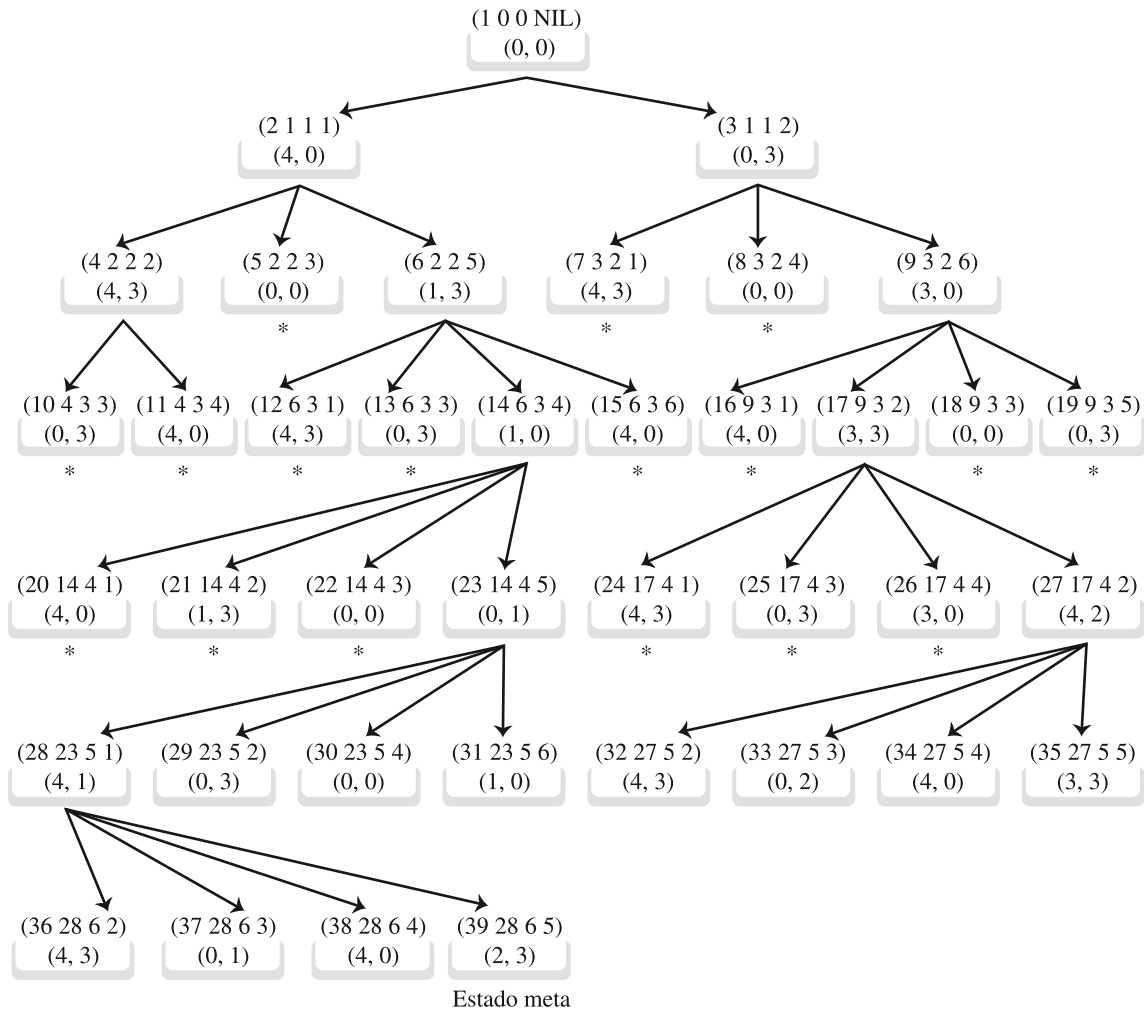 (1 0 0 NIL)
(0, 0)
(2 1 1 1) (3 1 1 2)
(4, 0) (0, 3)
(4 2 2 2) (5 2 2 3) (6 2 2 5) (7 3 2 1) (8 3 2 4) (9 3 2 6)
(4, 3) (0, 0) (1, 3) (4, 3) (0, 0) (3, 0)
* * *
(10 4 3 3) (11 4 3 4) (12 6 3 1) (13 6 3 3) (14 6 3 4) (15 6 3 6) (16 9 3 1) (17 9 3 2) (18 9 3 3) (19 9 3 5)
(0, 3) (4, 0) (4, 3) (0, 3) (1, 0) (4, 0) (4, 0) (3, 3) (0, 0) (0, 3)
* * * * * * * *
(20 14 4 1) (21 14 4 2) (22 14 4 3) (23 14 4 5) (24 17 4 1) (25 17 4 3) (26 17 4 4) (27 17 4 2)
(4, 0) (1, 3) (0, 0) (0, 1) (4, 3) (0, 3) (3, 0) (4, 2)
* * * * * *
(28 23 5 1) (29 23 5 2) (30 23 5 4) (31 23 5 6) (32 27 5 2) (33 27 5 3) (34 27 5 4) (35 27 5 5)
(4, 1) (0, 3) (0, 0) (1, 0) (4, 3) (0, 2) (4, 0) (3, 3)
(36 28 6 2) (37 28 6 3) (38 28 6 4) (39 28 6 5)
(4, 3) (0, 1) (4, 0) (2, 3)
Estado meta